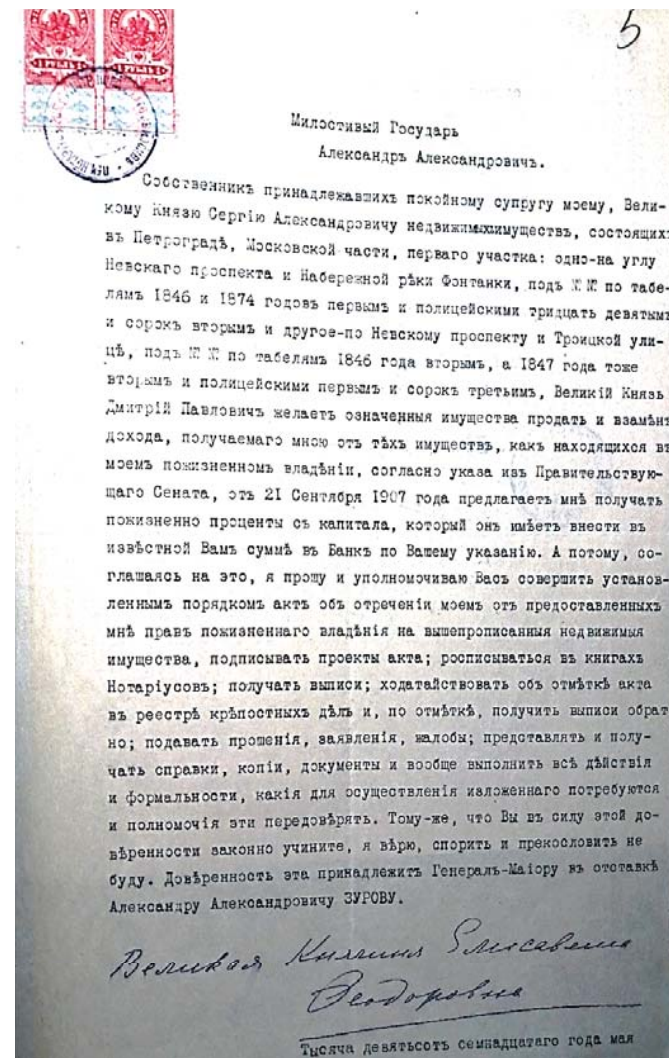 5
1 РУБЛЬ 1 1 РУБЛЬ 1
Милостивый Государь
Александръ Александровичъ.
Собственникъ принадлежавшихъ покойному супругу моему, Вели-
кому Князю Сергію Александровичу недвижимыхимуществъ, состоящихъ
въ Петроградѣ, Московской части, перваго участка: одно-на углу
Невскаго проспекта и Набережной рѣки Фонтанки, подъ №№ по табе-
лямъ 1846 и 1874 годовъ первымъ и полицейскими тридцать девятымъ
и сорокъ вторымъ и другое-по Невскому проспекту и Троицкой ули-
цѣ, подъ №№ по табелямъ 1846 года вторымъ, а 1847 года тоже
вторымъ и полицейскими первымъ и сорокъ третьимъ, Великій Князь
Дмитрій Павловичъ желаетъ означенныя имущества продать и взамѣнъ
дохода, получаемаго мною отъ тѣхъ имуществъ, какъ находящихся въ
моемъ пожизненномъ владѣніи, согласно указа изъ Правительствую-
щаго Сената, отъ 21 Сентября 1907 года предлагаетъ мнѣ получать
пожизненно проценты съ капитала, который онъ имѣетъ внести въ
извѣстной Вамъ суммѣ въ Банкъ по Вашему указанію. А потому, со-
глашаясь на это, я прошу и уполномочиваю Васъ совершить установ-
леннымъ порядкомъ актъ объ отреченіи моемъ отъ предоставленныхъ
мнѣ правъ пожизненнаго владѣнія на вышепрописанныя недвижимыя
имущества, подписывать проекты акта; росписываться въ книгахъ
Нотаріусовъ; получать выписи; ходатайствовать объ отмѣткѣ акта
въ реестрѣ крѣпостныхъ дѣлъ и, по отмѣткѣ, получить выписи обрат-
но; подавать прошенія, заявленія, жалобы; представлять и полу-
чать справки, копіи, документы и вообще выполнить всѣ дѣйствія
и формальности, какія для осуществленія изложеннаго потребуются
и полномочія эти передовѣрять. Тому-же, что Вы въ силу этой до-
вѣренности законно учините, я вѣрю, спорить и прекословить не
буду. Довѣренность эта принадлежитъ Генералъ-Маіору въ отставкѣ
Александру Александровичу ЗУРОВУ.
Великая Княгиня Елисавета
Ѳеодоровна
Тысяча девятьсотъ семнадцатаго года мая